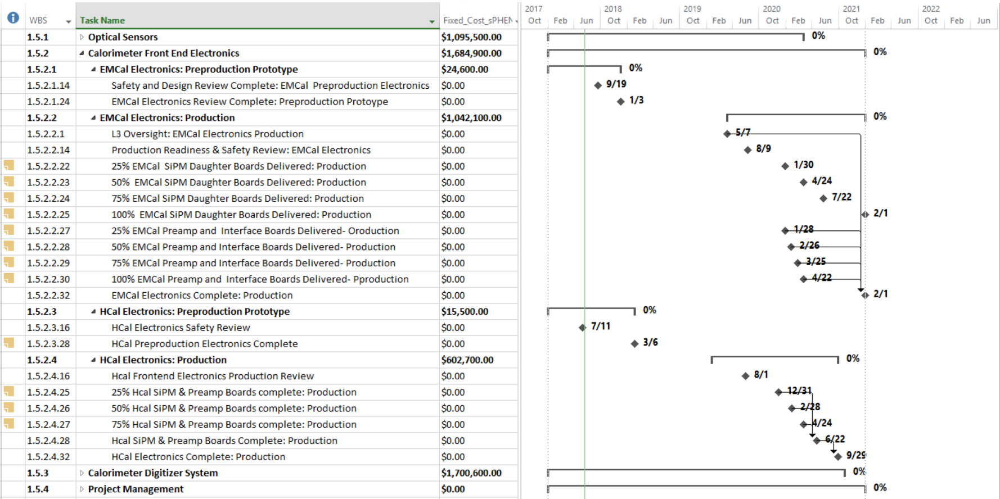 2017 2018 2019 2020 2021 2022
i WBS Task Name Fixed_Cost_sPHEN Oct Feb Jun Oct Feb Jun Oct Feb Jun Oct Feb Jun Oct Feb Jun Oct Feb Jun
1.5.1 Optical Sensors $1,095,500.00 0%
1.5.2 Calorimeter Front End Electronics $1,684,900.00 0%
1.5.2.1 EMCal Electronics: Preproduction Prototype $24,600.00 0%
1.5.2.1.14 Safety and Design Review Complete: EMCal Preproduction Electronics $0.00 9/19
1.5.2.1.24 EMCal Electronics Review Complete: Preproduction Protoype $0.00 1/3
1.5.2.2 EMCal Electronics: Production $1,042,100.00 0%
1.5.2.2.1 L3 Oversight: EMCal Electronics Production $0.00 5/7
1.5.2.2.14 Production Readiness & Safety Review: EMCal Electronics $0.00 8/9
1.5.2.2.22 25% EMCal SiPM Daughter Boards Delivered: Production $0.00 1/30
1.5.2.2.23 50% EMCal SiPM Daughter Boards Delivered: Production $0.00 4/24
1.5.2.2.24 75% EMCal SiPM Daughter Boards Delivered: Production $0.00 7/22
1.5.2.2.25 100% EMCal SiPM Daughter Boards Delivered: Production $0.00 2/1
1.5.2.2.27 25% EMCal Preamp and Interface Boards Delivered- Oroduction $0.00 1/28
1.5.2.2.28 50% EMCal Preamp and Interface Boards Delivered- Production $0.00 2/26
1.5.2.2.29 75% EMCal Preamp and Interface Boards Delivered- Production $0.00 3/25
1.5.2.2.30 100% EMCal Preamp and Interface Boards Delivered- Pproduction $0.00 4/22
1.5.2.2.32 EMCal Electronics Complete: Production $0.00 2/1
1.5.2.3 HCal Electronics: Preproduction Prototype $15,500.00 0%
1.5.2.3.16 HCal Electronics Safety Review $0.00 7/11
1.5.2.3.28 HCal Preproduction Electronics Complete $0.00 3/6
1.5.2.4 HCal Electronics: Production $602,700.00 0%
1.5.2.4.16 Hcal Frontend Electronics Production Review $0.00 8/1
1.5.2.4.25 25% Hcal SiPM & Preamp Boards complete: Production $0.00 12/31
1.5.2.4.26 50% Hcal SiPM & Preamp Boards complete: Production $0.00 2/28
1.5.2.4.27 75% Hcal SiPM & Preamp Boards complete: Production $0.00 4/24
1.5.2.4.28 Hcal SiPM & Preamp Boards Complete: Production $0.00 6/22
1.5.2.4.32 HCal Electronics Complete: Production $0.00 9/29
1.5.3 Calorimeter Digitizer System $1,700,600.00 0%
1.5.4 Project Management $0.00 0%